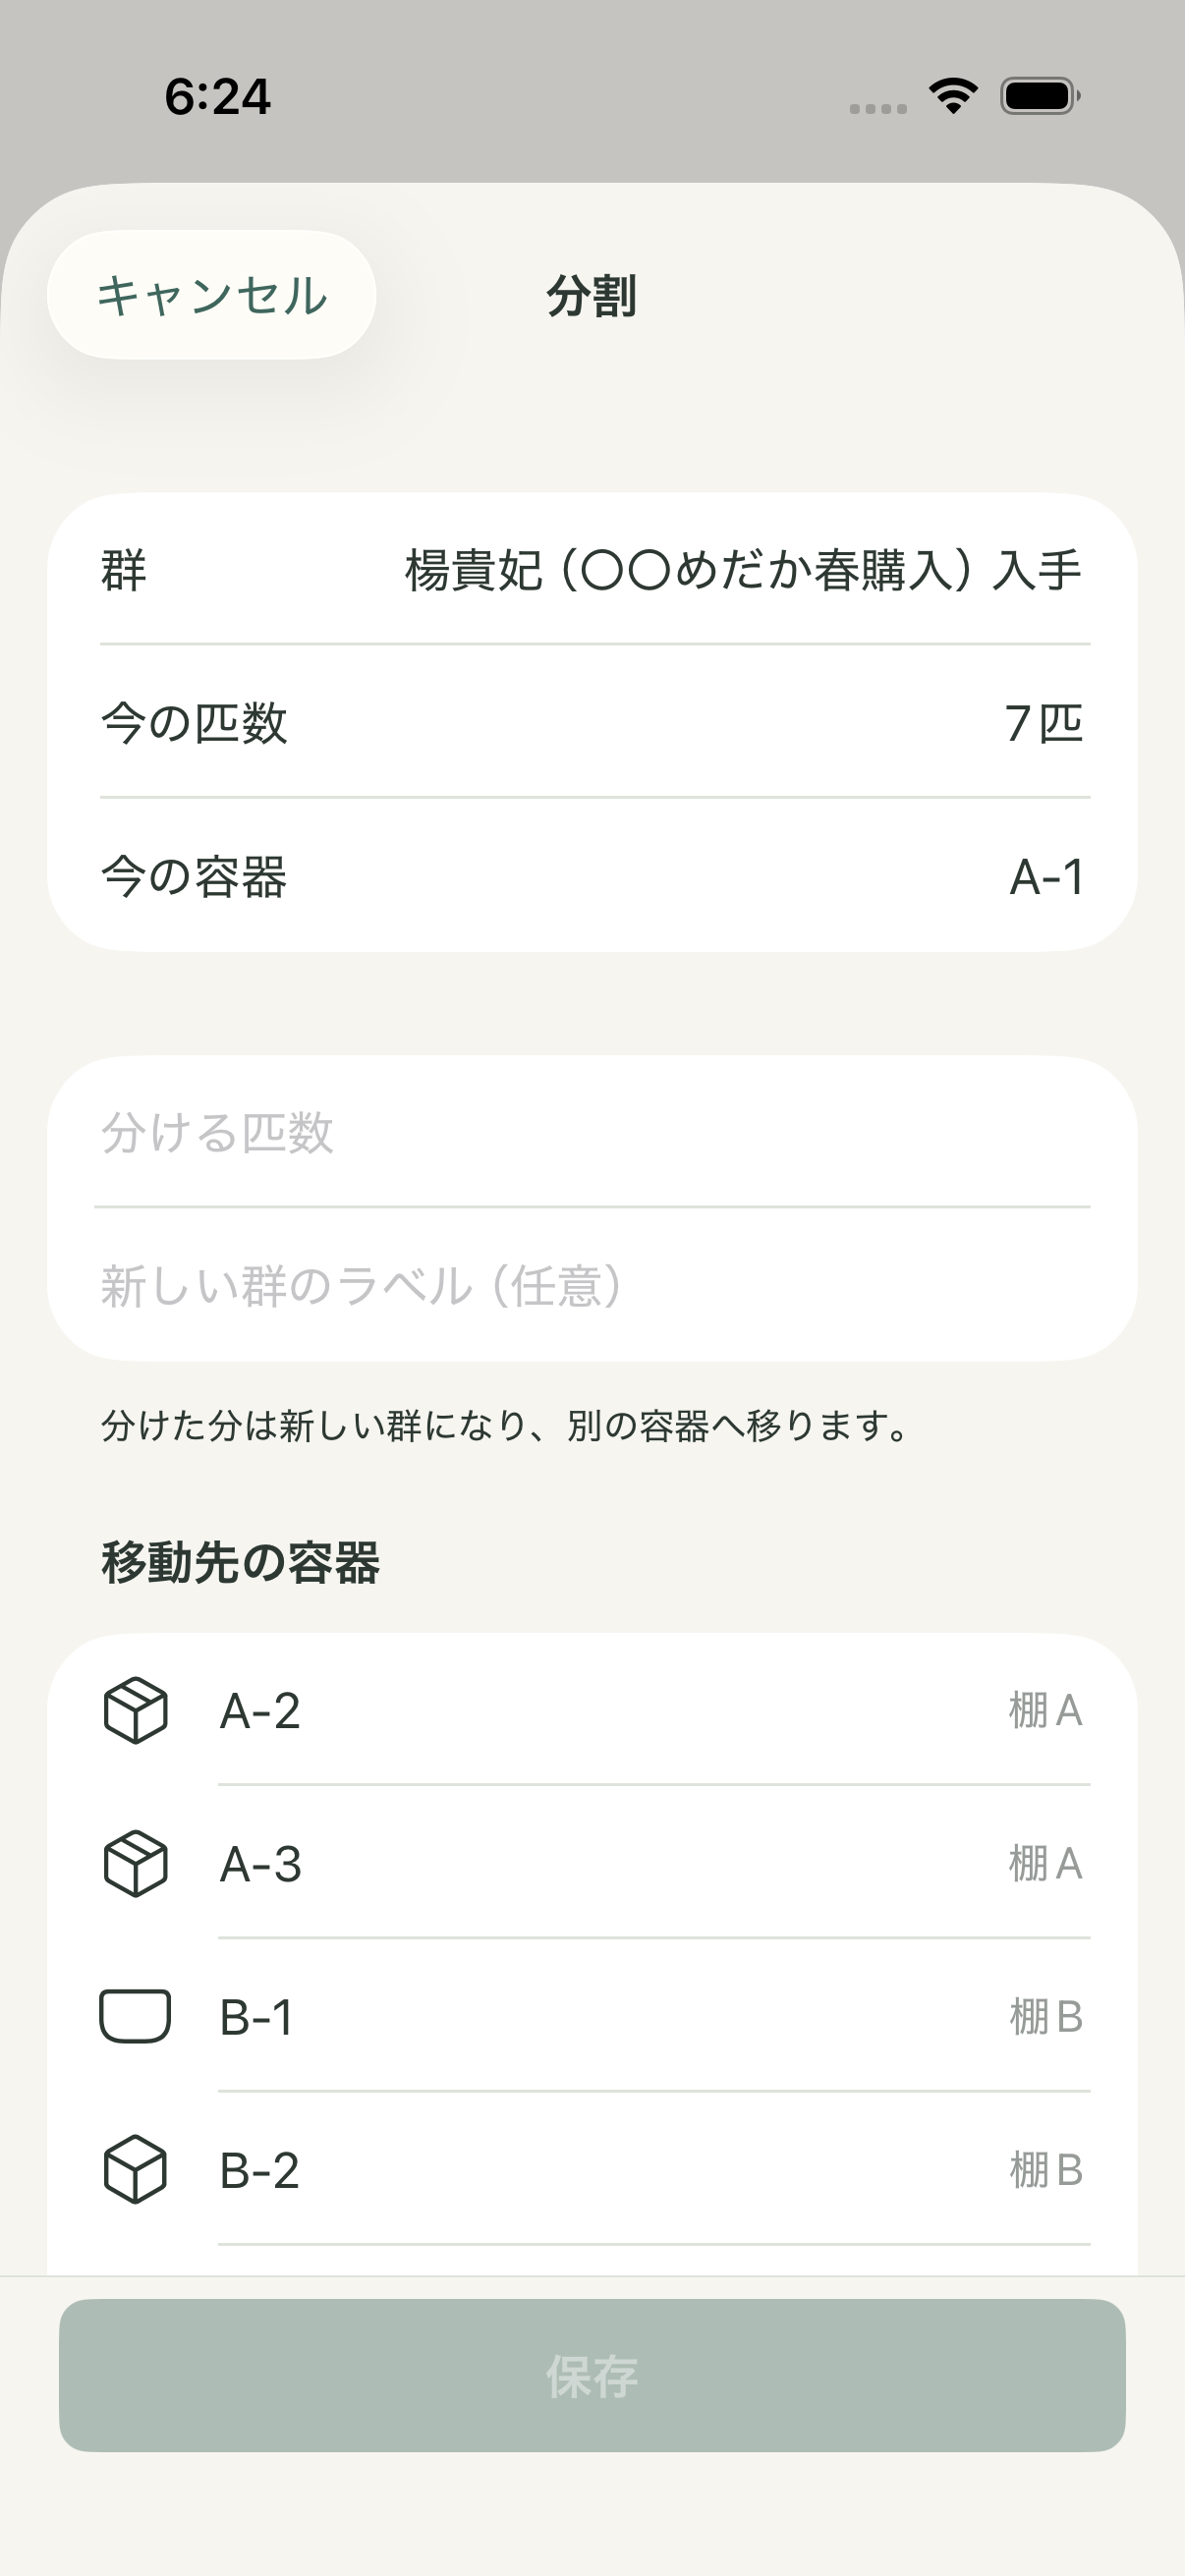 6:24
キャンセル
分割
群 楊貴妃（〇〇めだか春購入）入手
今の匹数 7匹
今の容器 A-1
分ける匹数
新しい群のラベル（任意）
分けた分は新しい群になり、別の容器へ移ります。
移動先の容器
A-2 棚A
A-3 棚A
B-1 棚B
B-2 棚B
保存